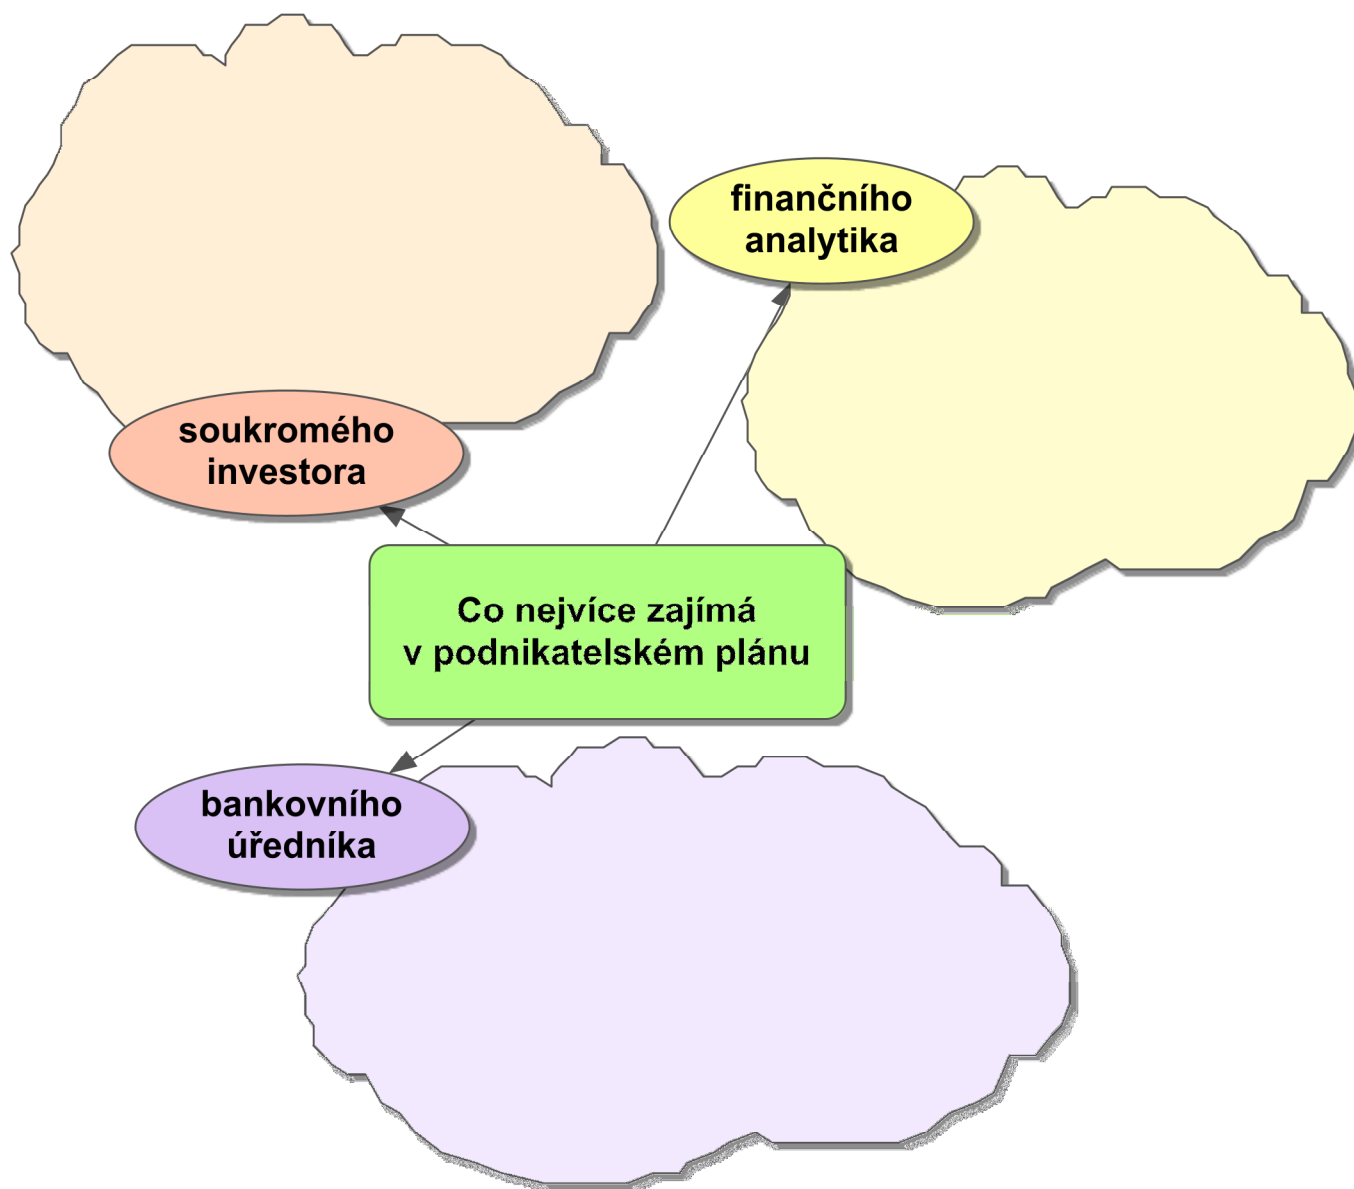 finančního
analytika
soukromého
investora
Co nejvíce zajímá
v podnikatelském plánu
bankovního
úředníka